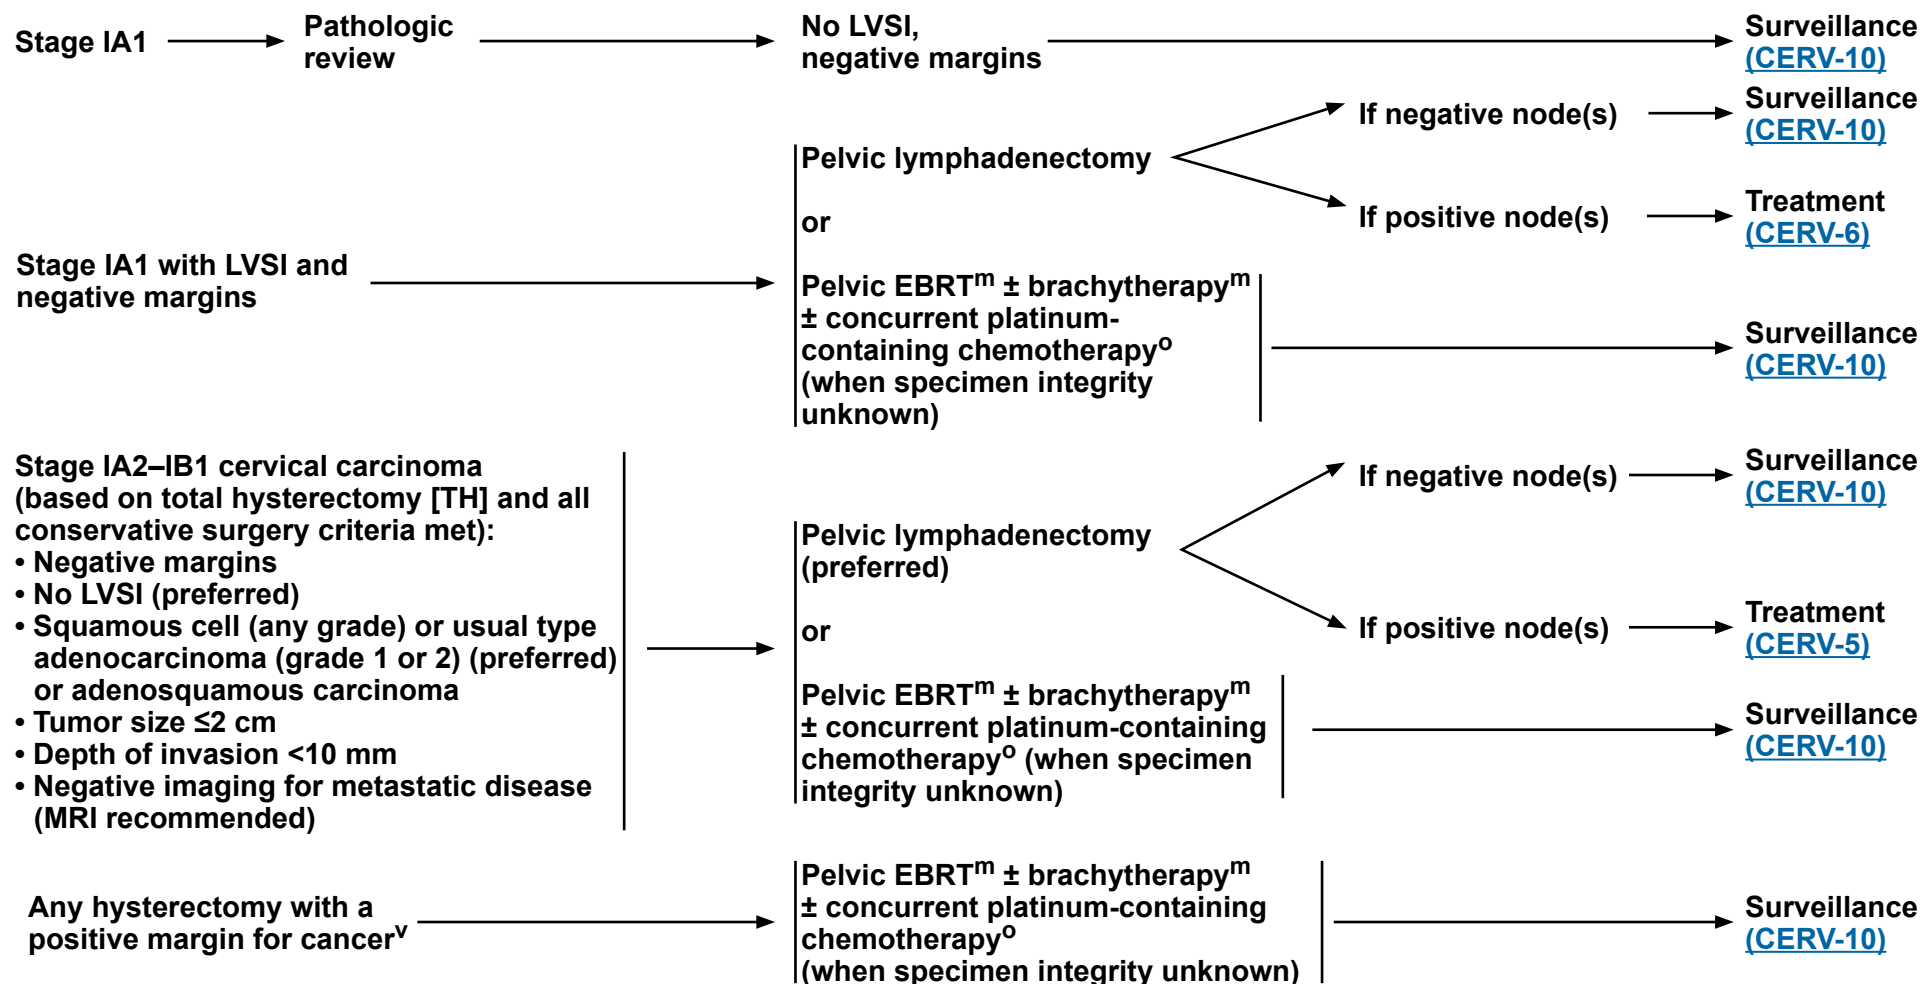 Stage IA1
Pathologic
review
No LVSI,
negative margins
Surveillance
(CERV-10)
Stage IA1 with LVSI and
negative margins
Pelvic lymphadenectomy
If negative node(s)
Surveillance
(CERV-10)
If positive node(s)
Treatment
(CERV-6)
or
Pelvic EBRTᵐ ± brachytherapyᵐ
± concurrent platinum-
containing chemotherapyᵒ
(when specimen integrity
unknown)
Surveillance
(CERV-10)
Stage IA2–IB1 cervical carcinoma
(based on total hysterectomy [TH] and all
conservative surgery criteria met):
• Negative margins
• No LVSI (preferred)
• Squamous cell (any grade) or usual type
adenocarcinoma (grade 1 or 2) (preferred)
or adenosquamous carcinoma
• Tumor size ≤2 cm
• Depth of invasion <10 mm
• Negative imaging for metastatic disease
(MRI recommended)
Pelvic lymphadenectomy
(preferred)
If negative node(s)
Surveillance
(CERV-10)
If positive node(s)
Treatment
(CERV-5)
or
Pelvic EBRTᵐ ± brachytherapyᵐ
± concurrent platinum-containing
chemotherapyᵒ (when specimen
integrity unknown)
Surveillance
(CERV-10)
Any hysterectomy with a
positive margin for cancerᵛ
Pelvic EBRTᵐ ± brachytherapyᵐ
± concurrent platinum-containing
chemotherapyᵒ
(when specimen integrity unknown)
Surveillance
(CERV-10)